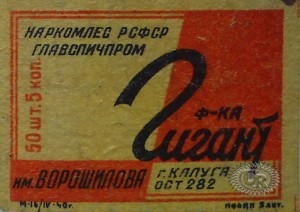 НАРКОМЛЕС РСФСР
ГЛАВСПИЧПРОМ
50 ШТ. 5 КОП.
Ф-КА
Гигант
ИМ. ВОРОШИЛОВА
Г. КАЛУГА
ОСТ 282